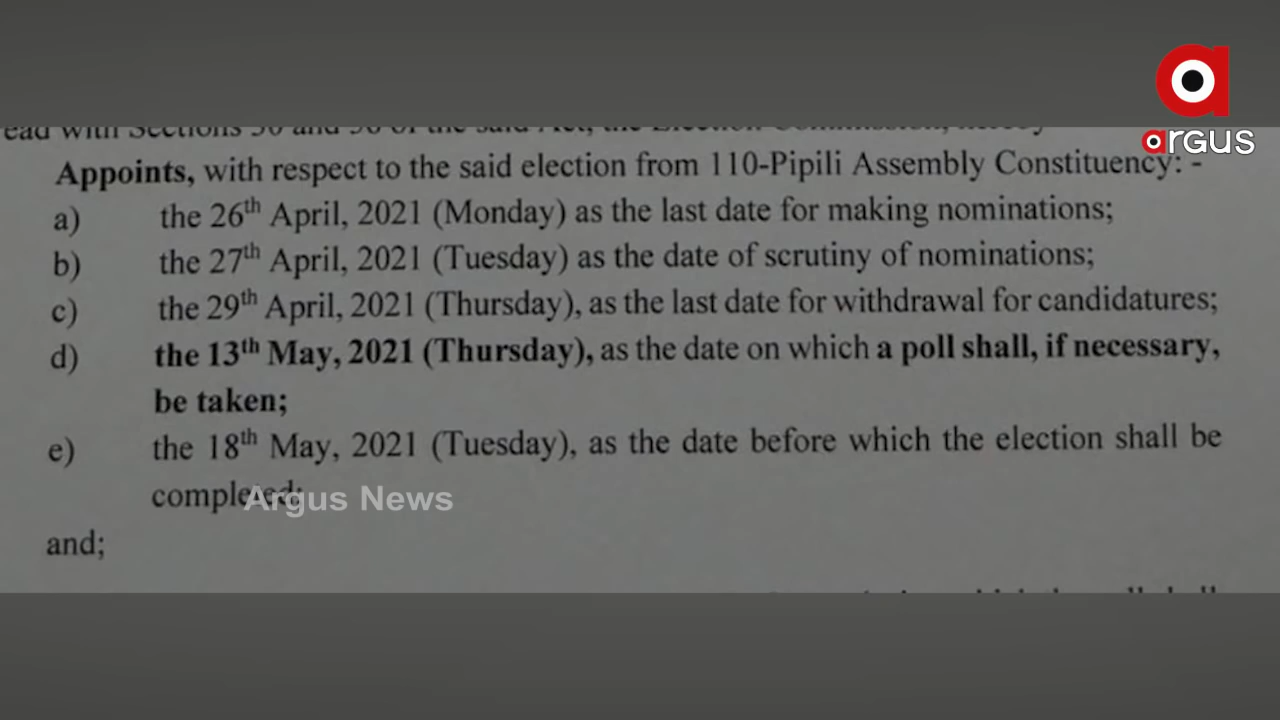 argus
Appoints, with respect to the said election from 110-Pipili Assembly Constituency: -
a) the 26th April, 2021 (Monday) as the last date for making nominations;
b) the 27th April, 2021 (Tuesday) as the date of scrutiny of nominations;
c) the 29th April, 2021 (Thursday), as the last date for withdrawal for candidatures;
d) the 13th May, 2021 (Thursday), as the date on which a poll shall, if necessary,
be taken;
e) the 18th May, 2021 (Tuesday), as the date before which the election shall be
completed;
Argus News
and;